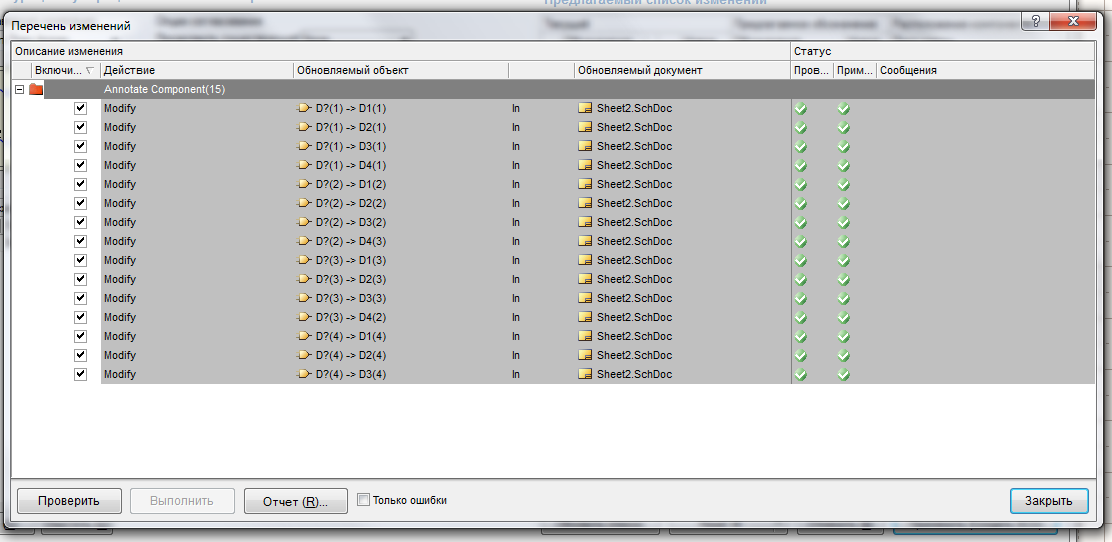 Предлагаемый список изменений
Перечень изменений
Описание изменения Статус
Включи... Действие Обновляемый объект Обновляемый документ Пров... Прим... Сообщения
Annotate Component(15)
Modify D?(1) -> D1(1) In Sheet2.SchDoc
Modify D?(1) -> D2(1) In Sheet2.SchDoc
Modify D?(1) -> D3(1) In Sheet2.SchDoc
Modify D?(1) -> D4(1) In Sheet2.SchDoc
Modify D?(2) -> D1(2) In Sheet2.SchDoc
Modify D?(2) -> D2(2) In Sheet2.SchDoc
Modify D?(2) -> D3(2) In Sheet2.SchDoc
Modify D?(2) -> D4(3) In Sheet2.SchDoc
Modify D?(3) -> D1(3) In Sheet2.SchDoc
Modify D?(3) -> D2(3) In Sheet2.SchDoc
Modify D?(3) -> D3(3) In Sheet2.SchDoc
Modify D?(3) -> D4(2) In Sheet2.SchDoc
Modify D?(4) -> D1(4) In Sheet2.SchDoc
Modify D?(4) -> D2(4) In Sheet2.SchDoc
Modify D?(4) -> D3(4) In Sheet2.SchDoc
Проверить Выполнить Отчет (R)... Только ошибки Закрыть